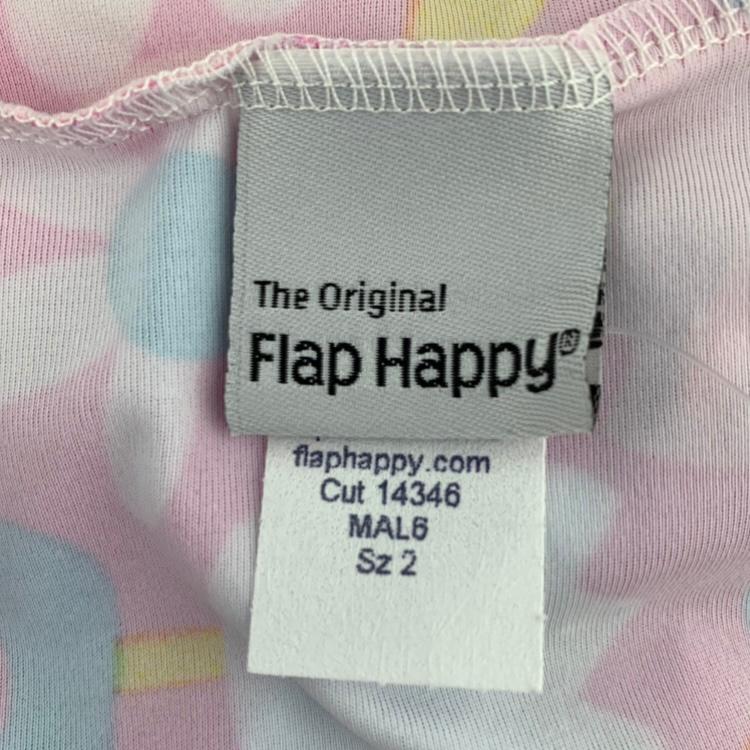 The Original
Flap Happy®
flaphappy.com
Cut 14346
MAL6
Sz 2